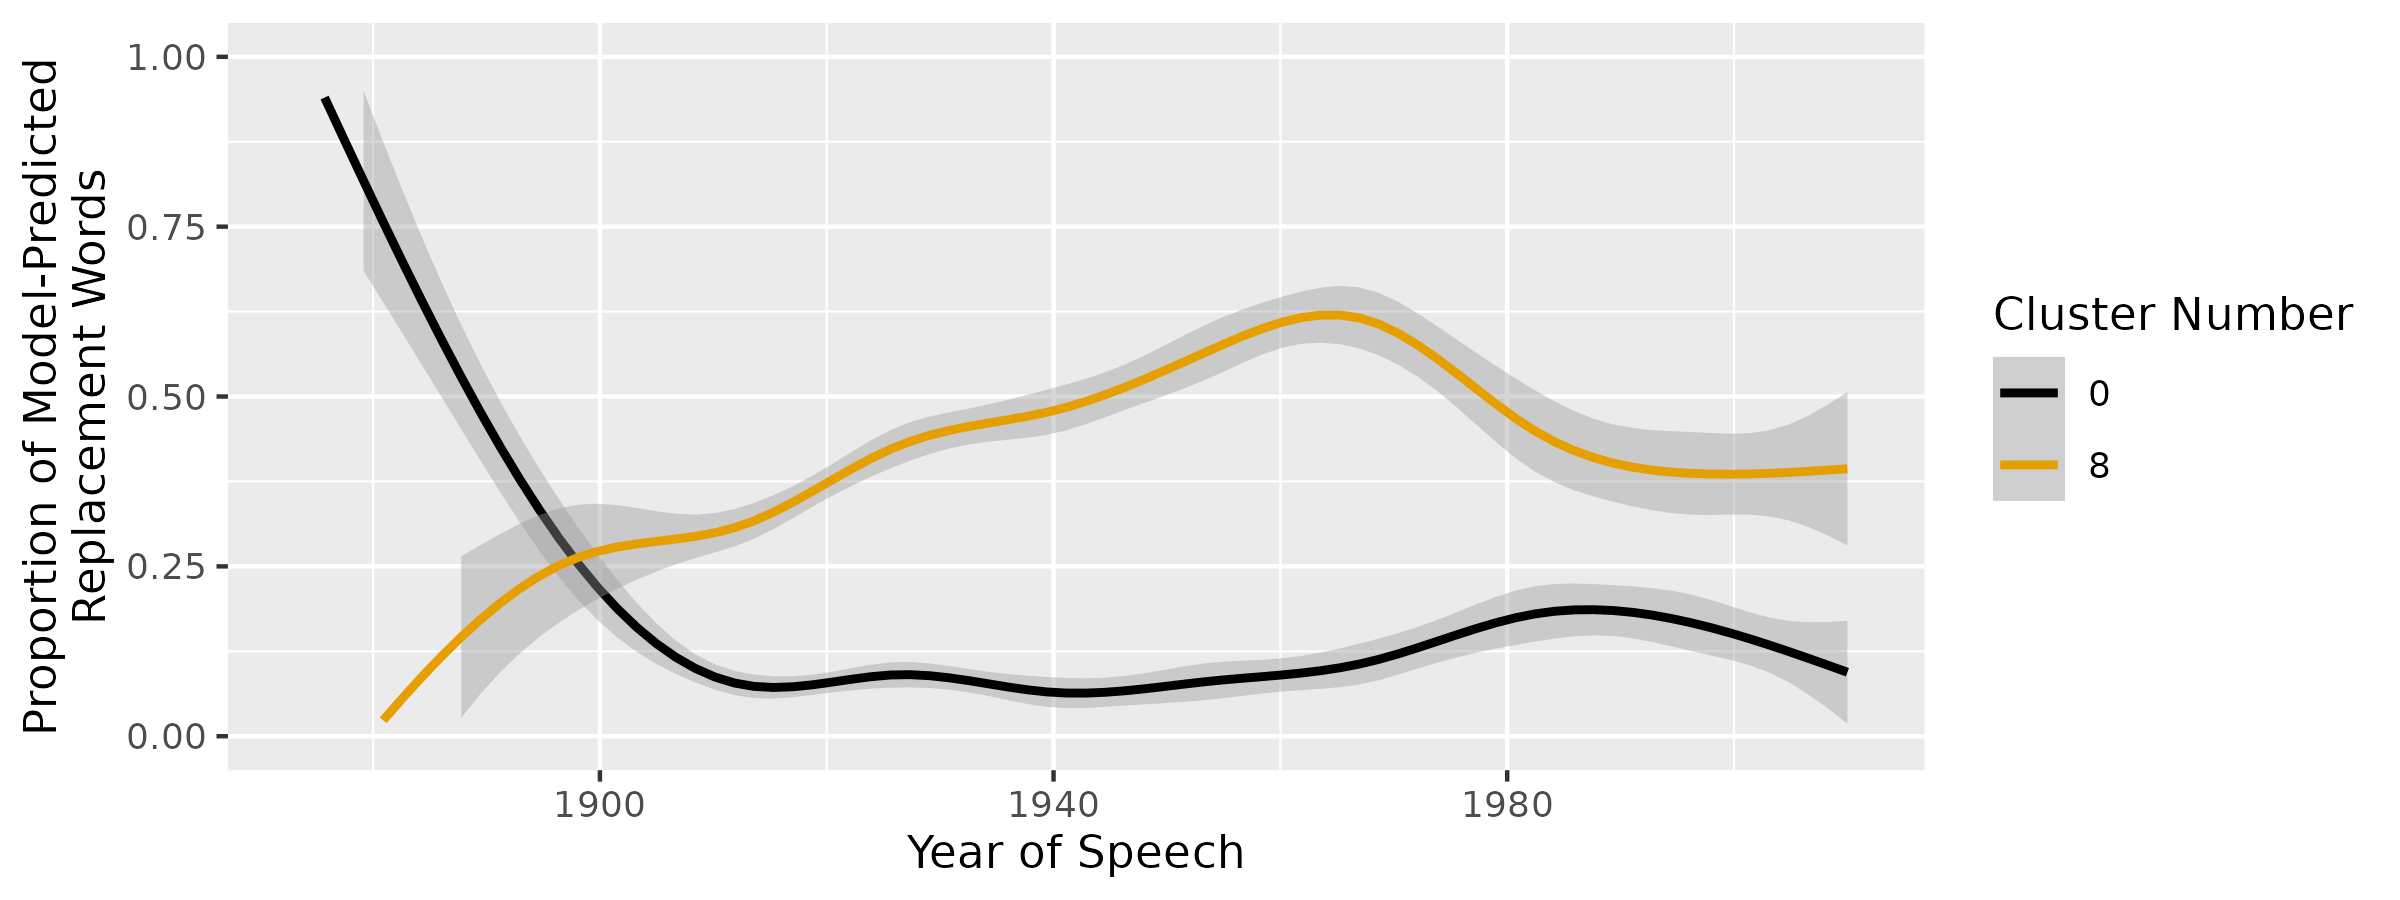 Proportion of Model-Predicted
Replacement Words
1.00
0.75
0.50
0.25
0.00
1900
1940
1980
Year of Speech
Cluster Number
0
8